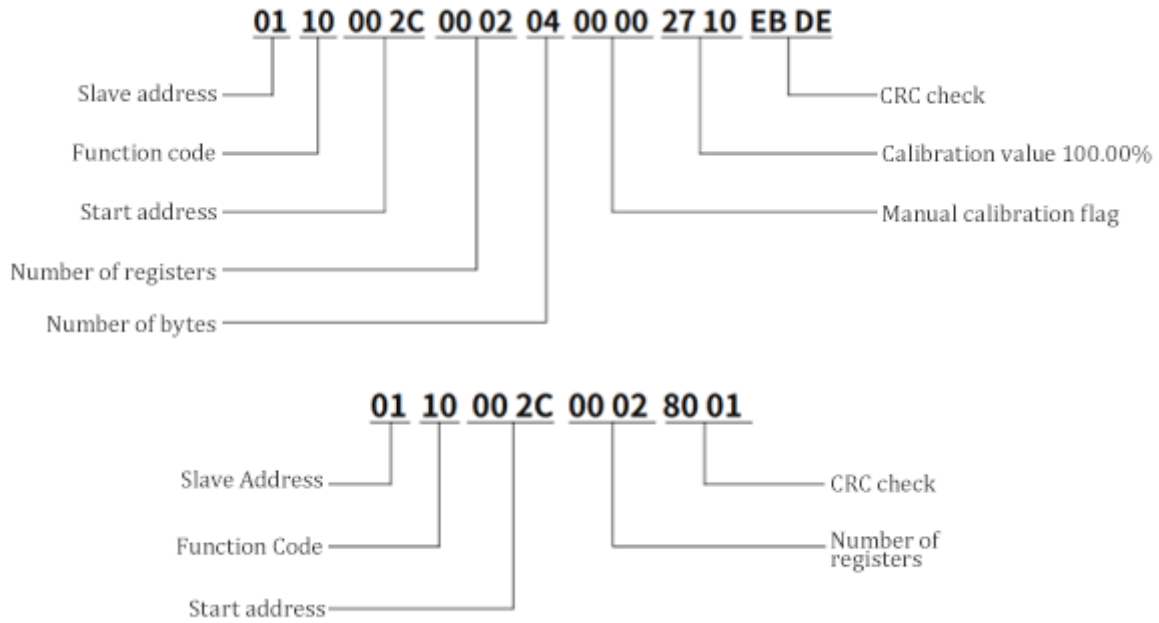 01 10 00 2C 00 02 04 00 00 27 10 EB DE
Slave address
CRC check
Function code
Calibration value 100.00%
Start address
Manual calibration flag
Number of registers
Number of bytes
01 10 00 2C 00 02 80 01
Slave Address
CRC check
Function Code
Number of
registers
Start address